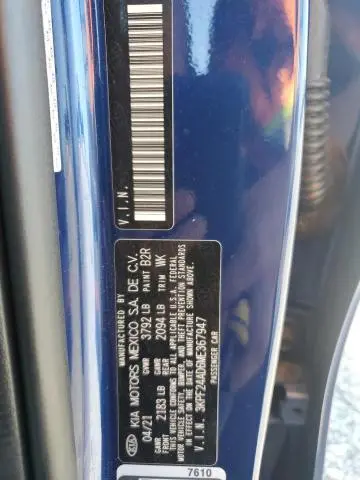 V.I.N.
MANUFACTURED BY
KIA MOTORS MEXICO S.A. DE C.V.
04/21 GVWR 3792 LB PAINT B2R
GAWR FRONT 2183 LB GAWR REAR 2094 LB TRIM WK
THIS VEHICLE CONFORMS TO ALL APPLICABLE U.S.A. FEDERAL
MOTOR VEHICLE SAFETY, BUMPER, AND THEFT PREVENTION STANDARDS
IN EFFECT ON THE DATE OF MANUFACTURE SHOWN ABOVE.
V.I.N. 3KPF24AD6ME367947
PASSENGER CAR
KIA
7610